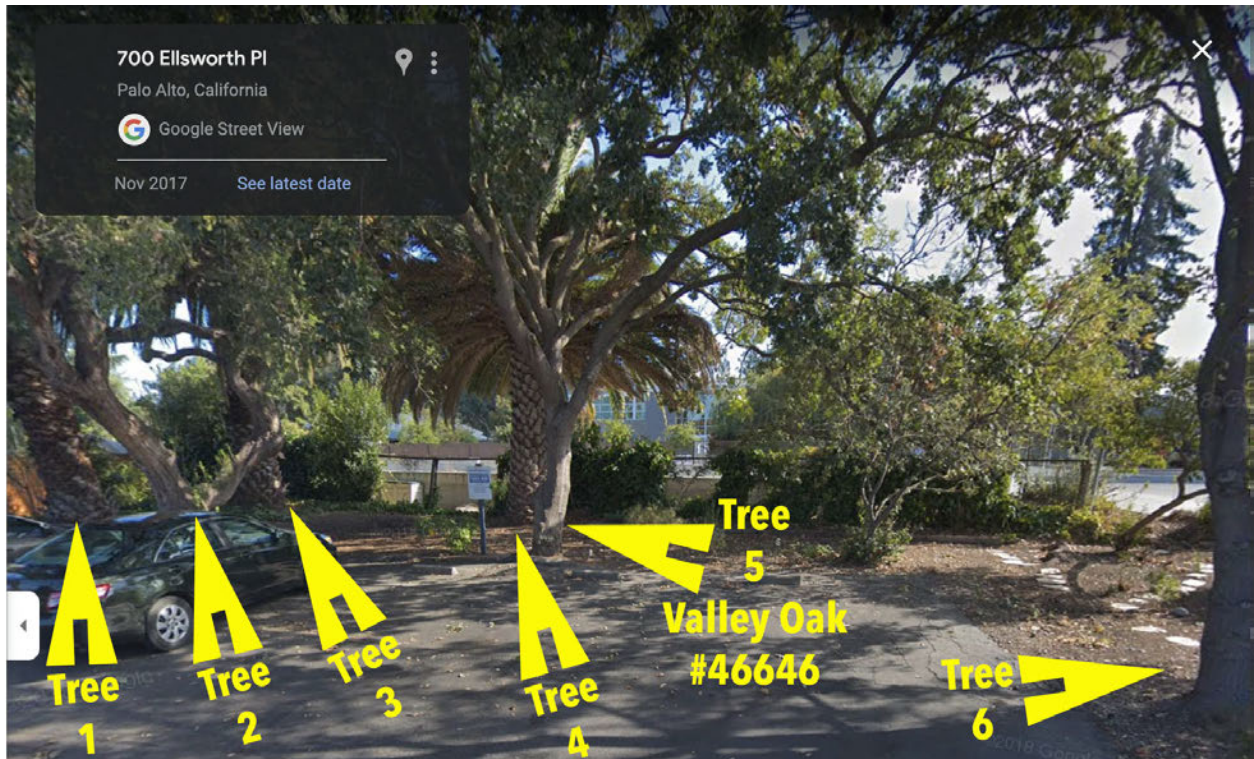 700 Ellsworth Pl
Palo Alto, California
Google Street View
Nov 2017
See latest date
Tree
1
Tree
2
Tree
3
Tree
4
Tree
5
Valley Oak
#46646
Tree
6